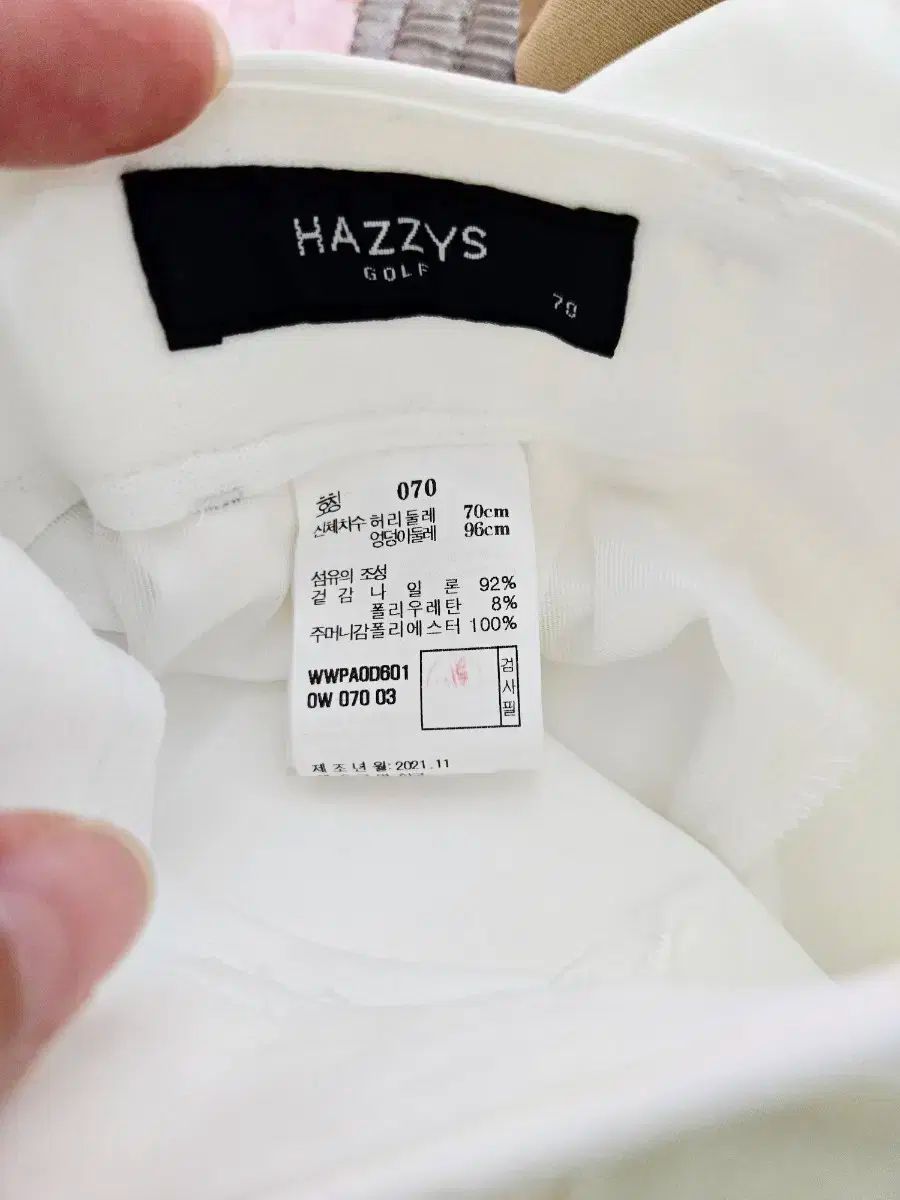 HAZZYS
GOLF
70
호칭 070
신체치수 허리둘레 70cm
엉덩이둘레 96cm
섬유의 조성
겉감 나일론 92%
폴리우레탄 8%
주머니감 폴리에스터 100%
WWPA0D601
0W 070 03
검사필
제조년월: 2021.11